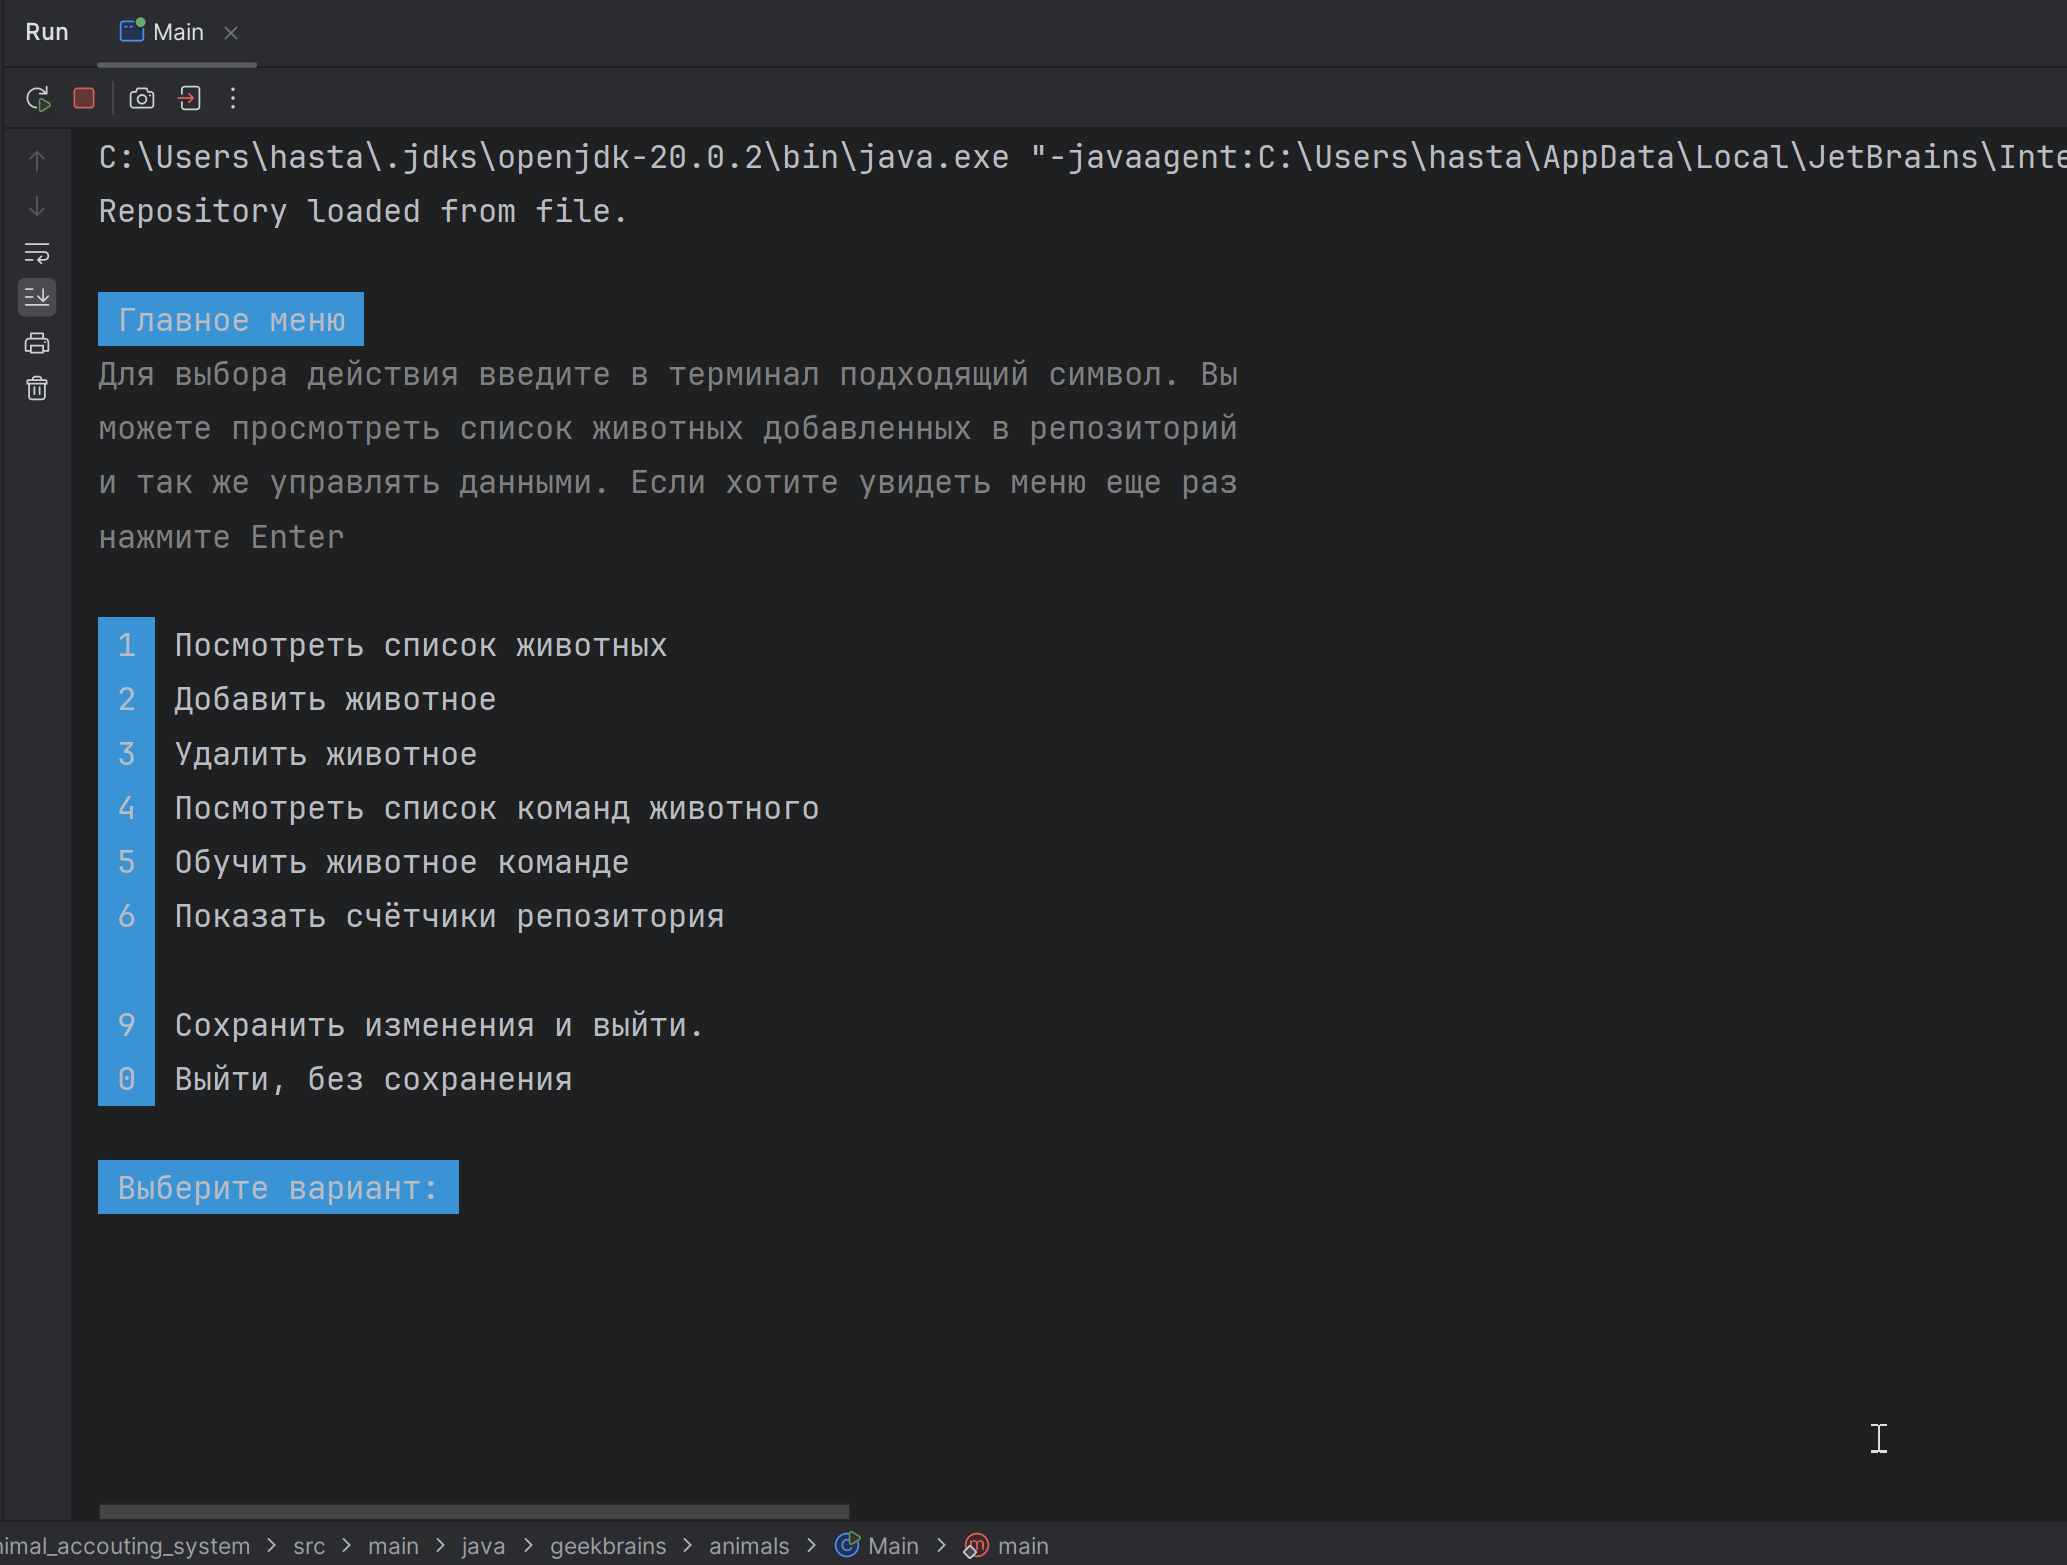 Run Main
C:\Users\hasta\.jdks\openjdk-20.0.2\bin\java.exe "-javaagent:C:\Users\hasta\AppData\Local\JetBrains\Inte
Repository loaded from file.
Главное меню
Для выбора действия введите в терминал подходящий символ. Вы
можете просмотреть список животных добавленных в репозиторий
и так же управлять данными. Если хотите увидеть меню еще раз
нажмите Enter
1 Посмотреть список животных
2 Добавить животное
3 Удалить животное
4 Посмотреть список команд животного
5 Обучить животное команде
6 Показать счётчики репозитория
9 Сохранить изменения и выйти.
0 Выйти, без сохранения
Выберите вариант:
nimal_accouting_system > src > main > java > geekbrains > animals > Main > main